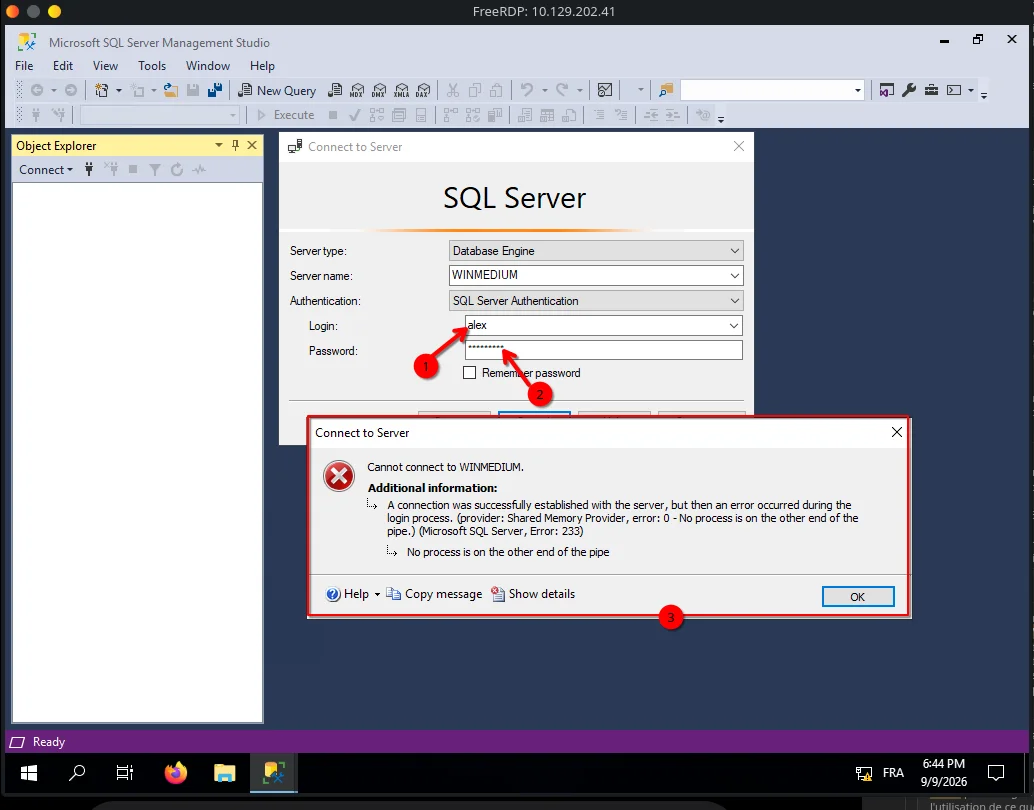 FreeRDP: 10.129.202.41
Microsoft SQL Server Management Studio
File Edit View Tools Window Help
New Query MDX DMX XMLA DAX
Execute
Object Explorer
Connect
Connect to Server
SQL Server
Server type: Database Engine
Server name: WINMEDIUM
Authentication: SQL Server Authentication
Login: alex
Password: *********
Remember password
1
2
Connect to Server
Cannot connect to WINMEDIUM.
Additional information:
A connection was successfully established with the server, but then an error occurred during the
login process. (provider: Shared Memory Provider, error: 0 - No process is on the other end of the
pipe.) (Microsoft SQL Server, Error: 233)
No process is on the other end of the pipe
Help Copy message Show details OK
3
Ready
FRA
6:44 PM
9/9/2026